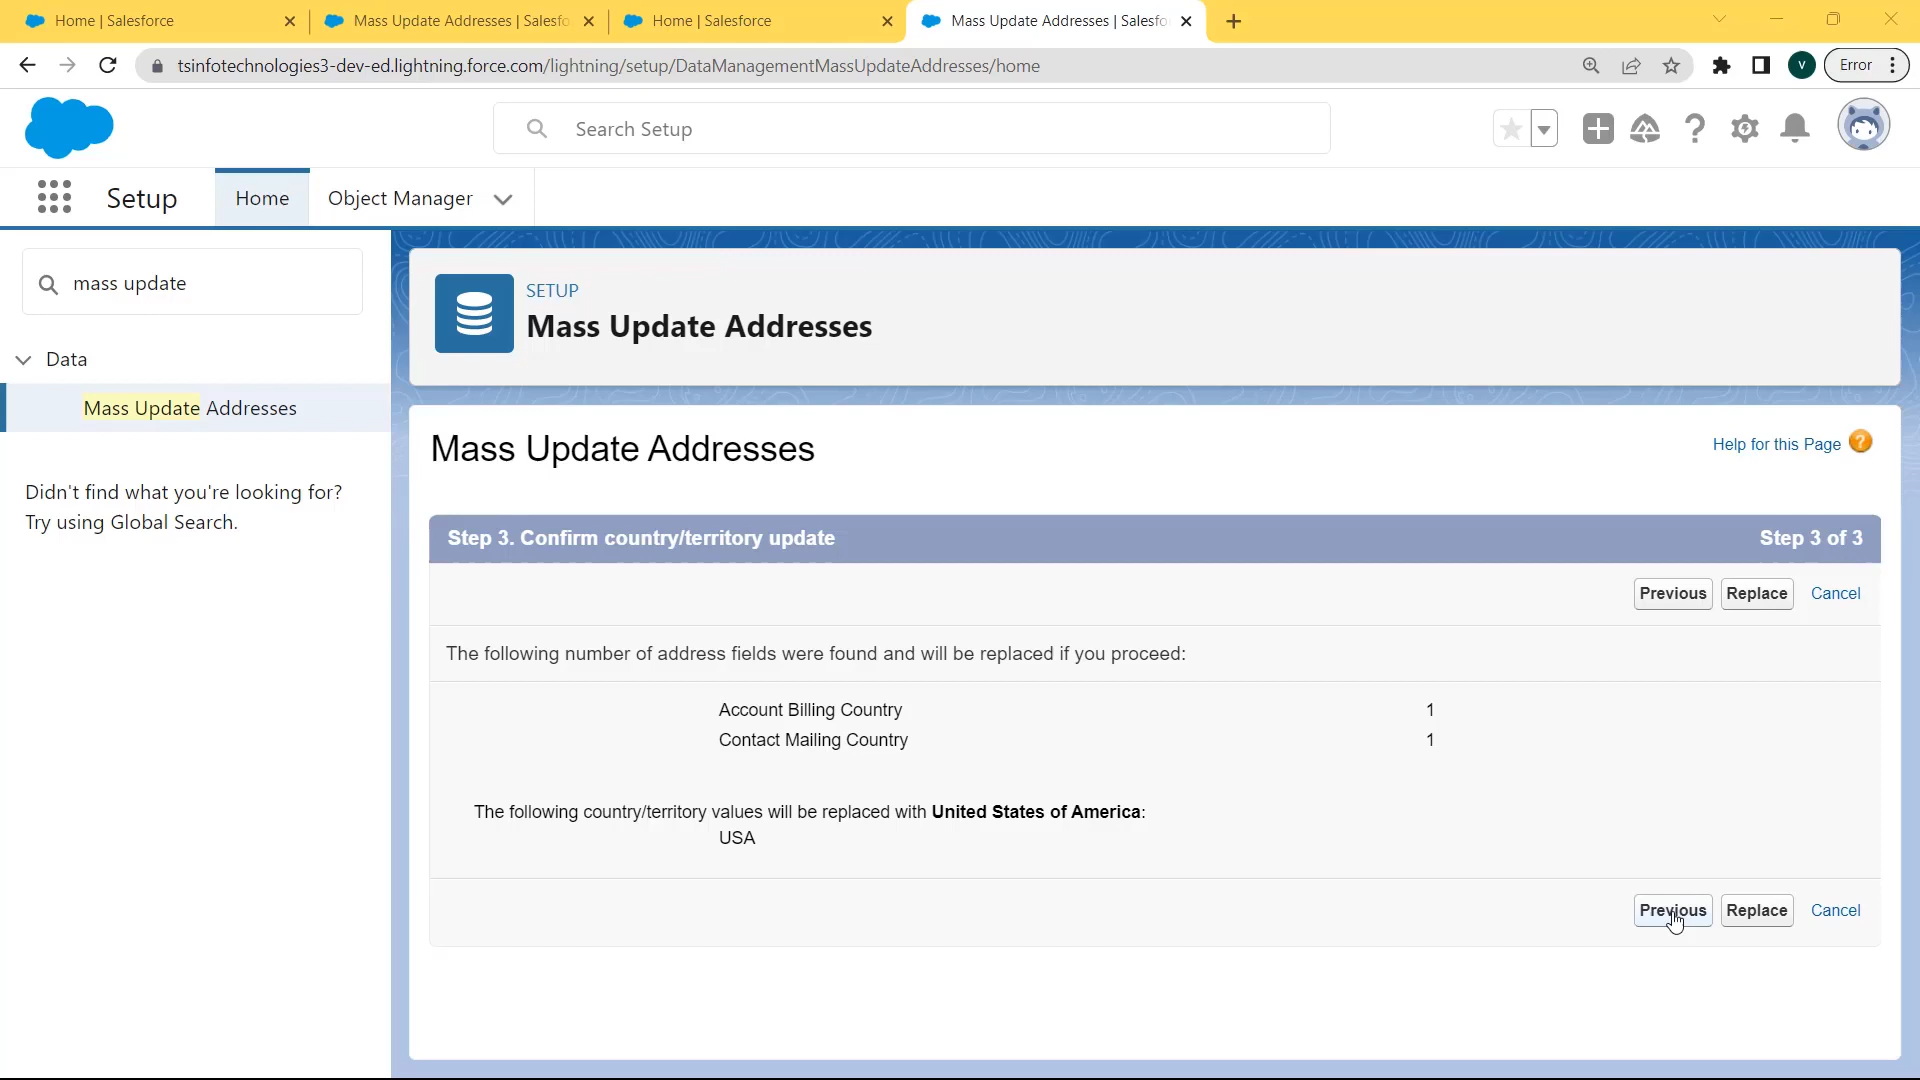 Home | Salesforce
Mass Update Addresses | Salesfo
Home | Salesforce
Mass Update Addresses | Salesfo
tsinfotechnologies3-dev-ed.lightning.force.com/lightning/setup/DataManagementMassUpdateAddresses/home
V
Error
Search Setup
Setup
Home
Object Manager
mass update
Data
Mass Update Addresses
Didn't find what you're looking for?
Try using Global Search.
SETUP
Mass Update Addresses
Mass Update Addresses
Help for this Page ?
Step 3. Confirm country/territory update
Step 3 of 3
Previous Replace Cancel
The following number of address fields were found and will be replaced if you proceed:
Account Billing Country 1
Contact Mailing Country 1
The following country/territory values will be replaced with United States of America:
USA
Previous Replace Cancel